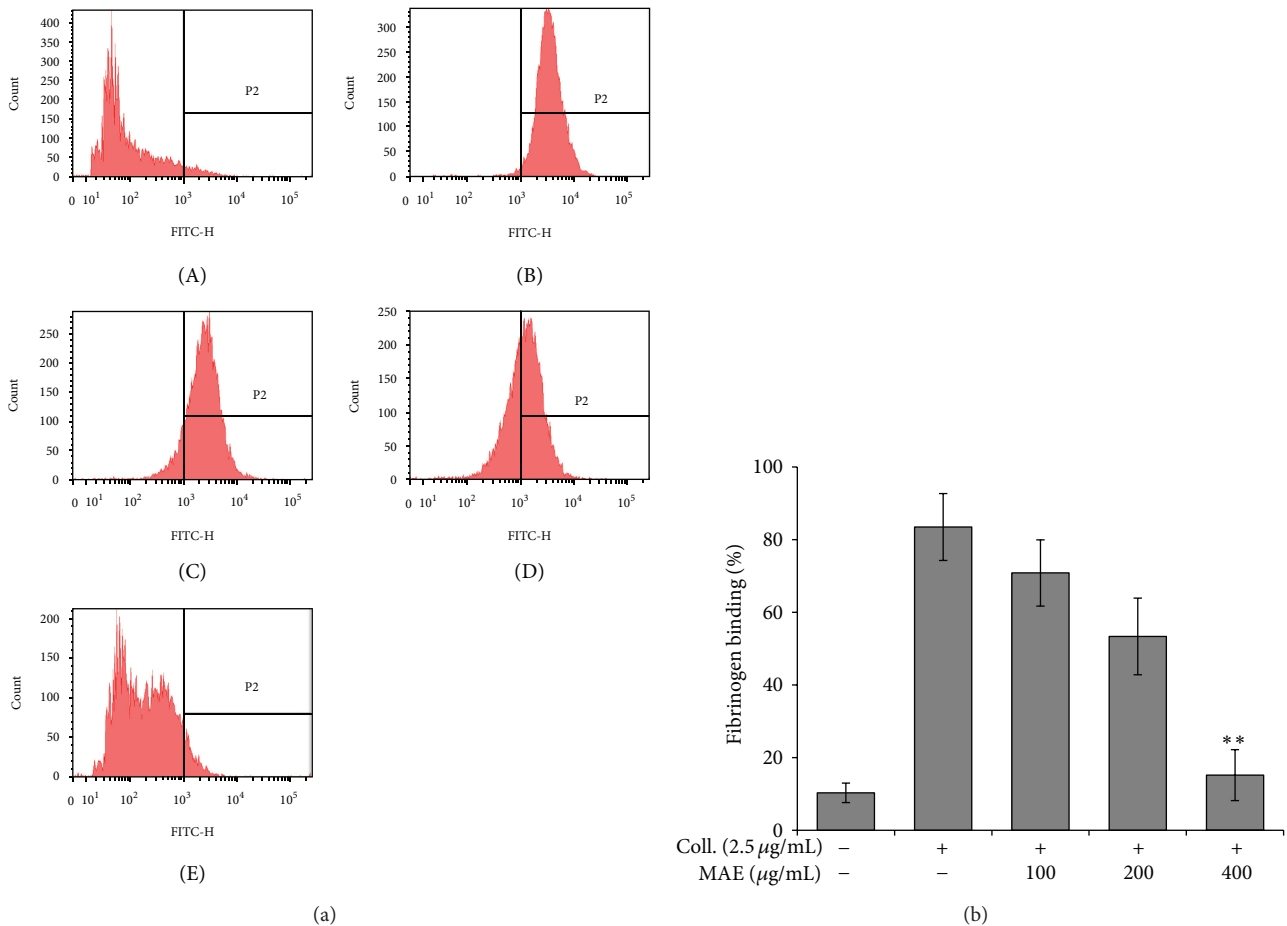 400
350
300
250
200
150
100
50
0
Count
P2
0 10¹ 10² 10³ 10⁴ 10⁵
FITC-H
(A)
300
250
200
150
100
50
0
Count
P2
0 10¹ 10² 10³ 10⁴ 10⁵
FITC-H
(B)
250
200
150
100
50
0
Count
P2
0 10¹ 10² 10³ 10⁴ 10⁵
FITC-H
(C)
250
200
150
100
50
0
Count
P2
0 10¹ 10² 10³ 10⁴ 10⁵
FITC-H
(D)
200
150
100
50
0
Count
P2
0 10¹ 10² 10³ 10⁴ 10⁵
FITC-H
(E)
(a)
100
80
60
40
20
0
Fibrinogen binding (%)
**
Coll. (2.5 μg/mL) − + + + +
MAE (μg/mL) − − 100 200 400
(b)